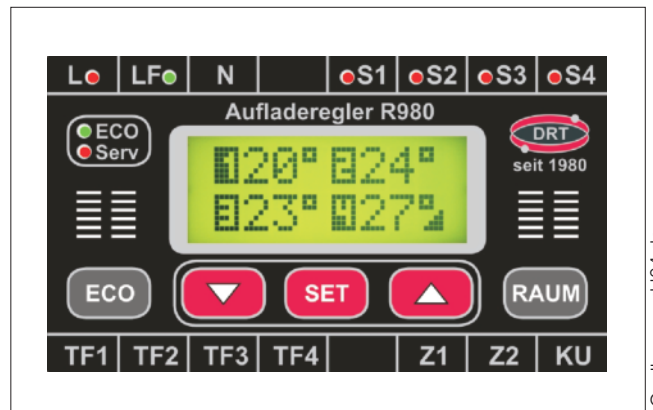 L LF N S1 S2 S3 S4
Aufladeregler R980
ECO
Serv
DRT
seit 1980
1 20° 2 24°
3 23° 4 27°
ECO SET RAUM
TF1 TF2 TF3 TF4 Z1 Z2 KU